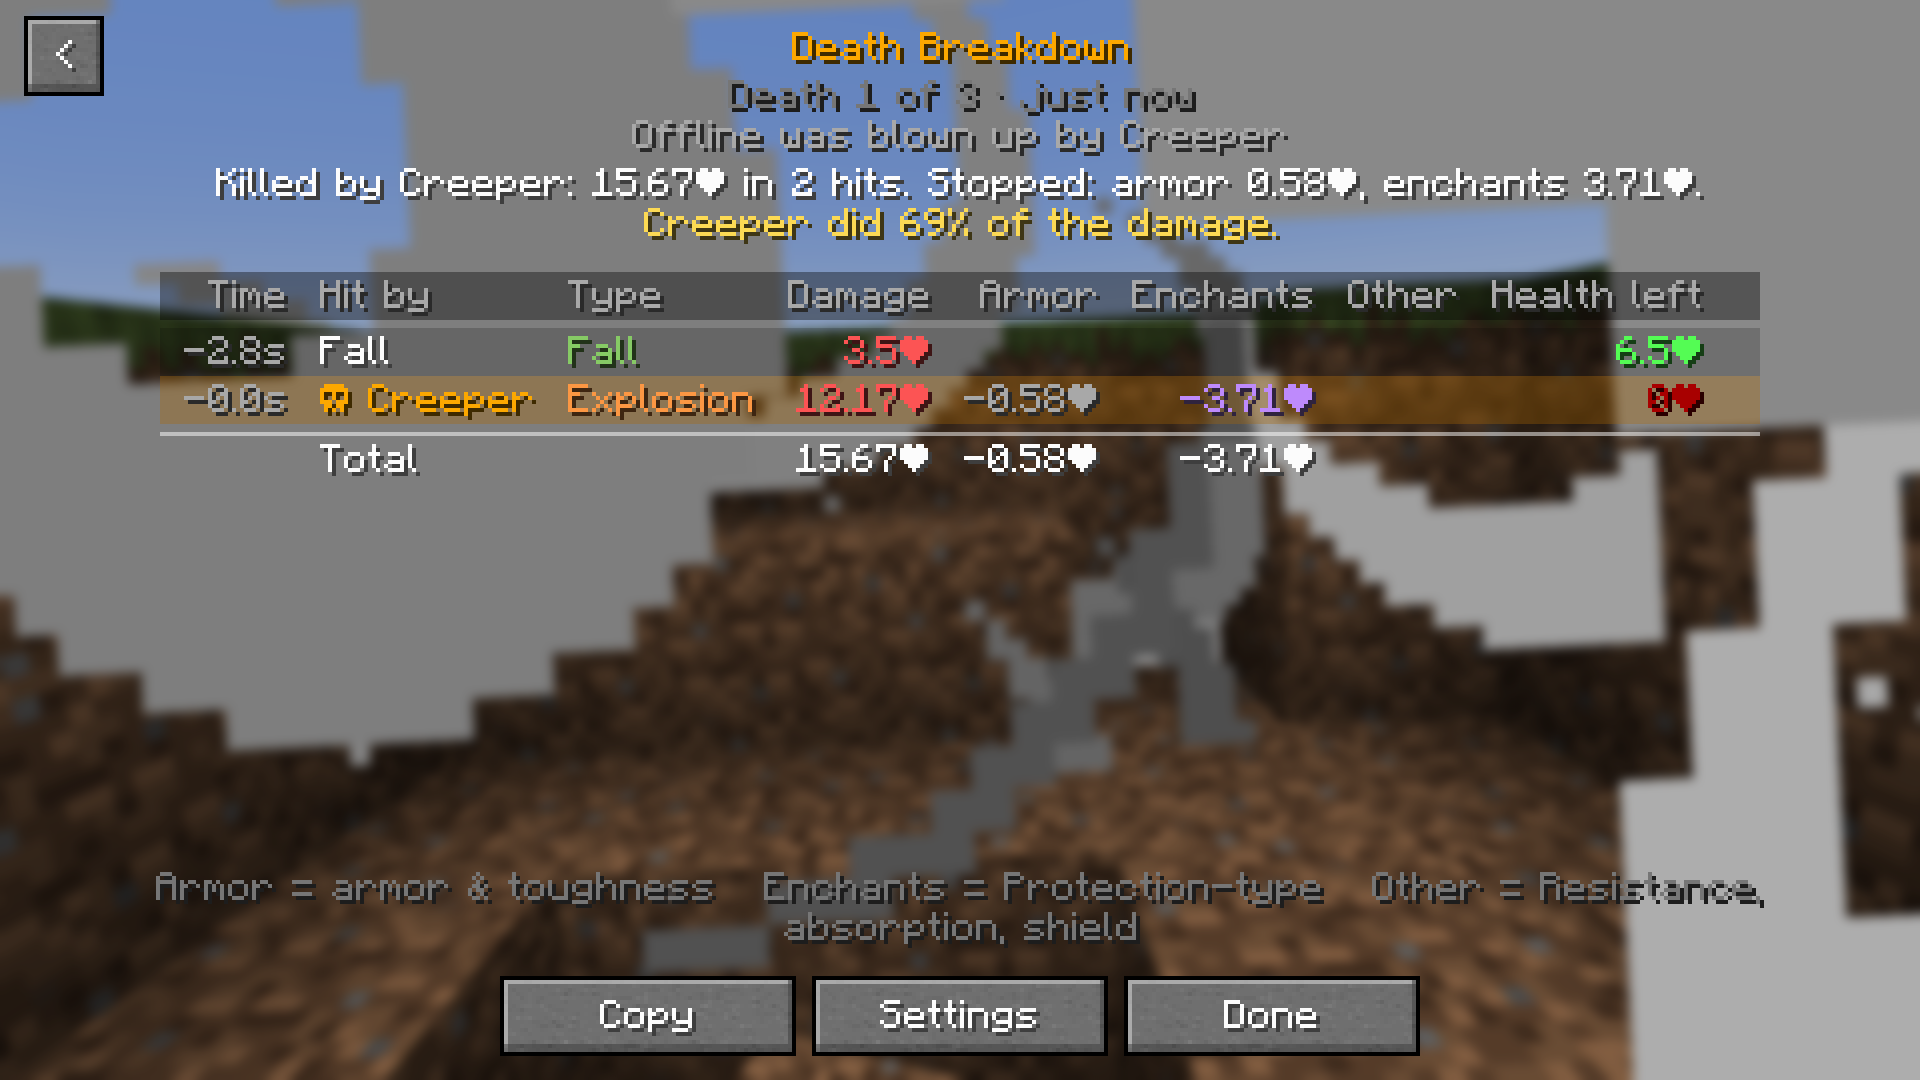 <
Death Breakdown
Death 1 of 3 · just now
Offline was blown up by Creeper
Killed by Creeper: 15.67♥ in 2 hits. Stopped: armor 0.58♥, enchants 3.71♥.
Creeper did 69% of the damage.
Time Hit by Type Damage Armor Enchants Other Health left
-2.8s Fall Fall 3.5♥ 6.5♥
-0.0s ☠ Creeper Explosion 12.17♥ -0.58♥ -3.71♥ 0♥
Total 15.67♥ -0.58♥ -3.71♥
Armor = armor & toughness Enchants = Protection-type Other = Resistance,
absorption, shield
Copy Settings Done